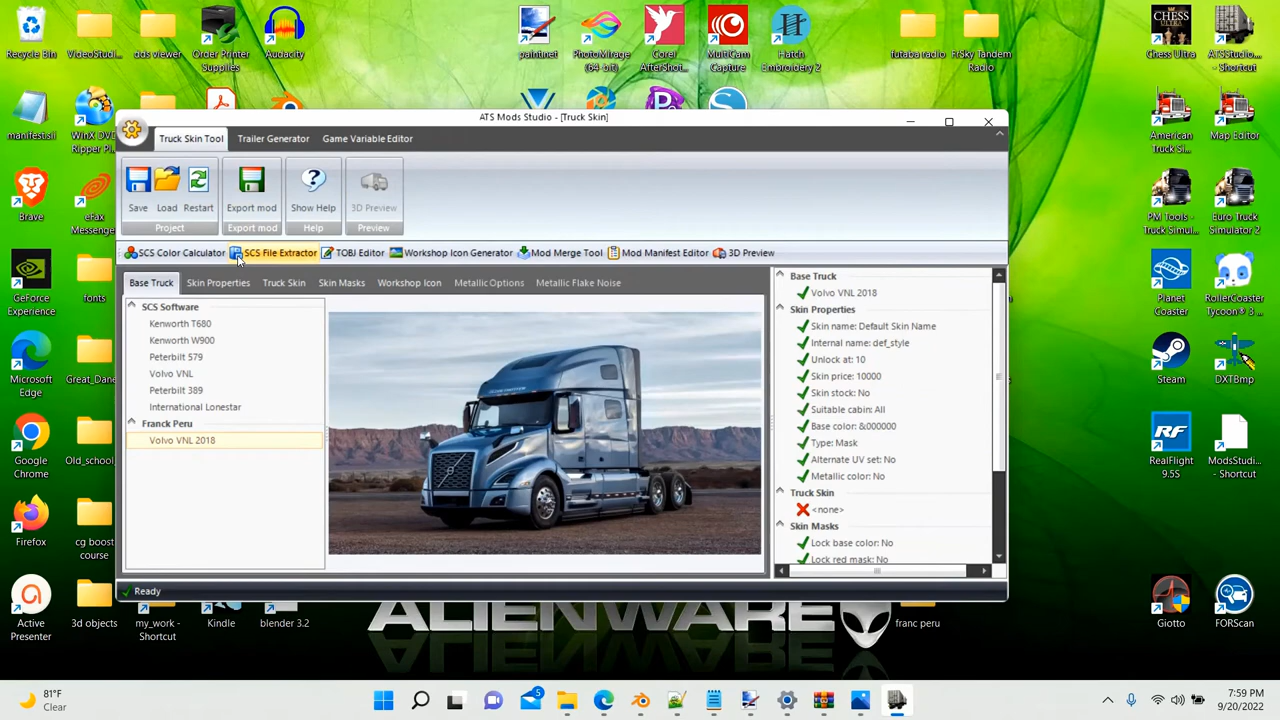 Recycle Bin
VideoStudi...
dds viewer
Order Printer Supplies
Audacity
paintnet
PhotoMirage (64-bit)
Corel AfterShot...
MultiCam Capture
Hatch Embroidery 2
futaba radio
FrSky Tandem Radio
Chess Ultra
ATSStudio... - Shortcut
manifestsii
WinX DVD Ripper Pl...
ATS Mods Studio - [Truck Skin]
Truck Skin Tool
Trailer Generator
Game Variable Editor
American Truck Si...
Map Editor
Save
Load
Restart
Export mod
Show Help
3D Preview
Project
Export mod
Help
Preview
Brave
eFax Messenge...
PM Tools - Truck Simul...
Euro Truck Simulator 2
SCS Color Calculator
SCS File Extractor
TOBJ Editor
Workshop Icon Generator
Mod Merge Tool
Mod Manifest Editor
3D Preview
Base Truck
Skin Properties
Truck Skin
Skin Masks
Workshop Icon
Metallic Options
Metallic Flake Noise
GeForce Experience
fonts
SCS Software
Kenworth T680
Kenworth W900
Peterbilt 579
Volvo VNL
Peterbilt 389
International Lonestar
Franck Peru
Volvo VNL 2018
Base Truck
Volvo VNL 2018
Skin Properties
Skin name: Default Skin Name
Internal name: def_style
Unlock at: 10
Skin price: 10000
Skin stock: No
Suitable cabin: All
Base color: &000000
Type: Mask
Alternate UV set: No
Metallic color: No
Truck Skin
<none>
Skin Masks
Lock base color: No
Lock red mask: No
Planet Coaster
RollerCoaster Tycoon® 3 ...
Microsoft Edge
Great_Dane
Steam
DXTBmp
Google Chrome
Old_school
RF
RealFlight 9.5S
ModsStudi... - Shortcut
Firefox
cg boost course
Ready
ALIENWARE
Active Presenter
3d objects
my_work - Shortcut
Kindle
blender 3.2
franc peru
Giotto
FORScan
81°F
Clear
5
7:59 PM
9/20/2022